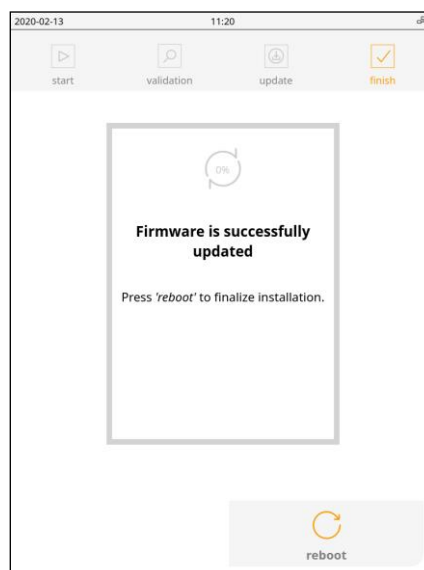 2020-02-13 11:20
start validation update finish
0%
Firmware is successfully
updated
Press 'reboot' to finalize installation.
reboot